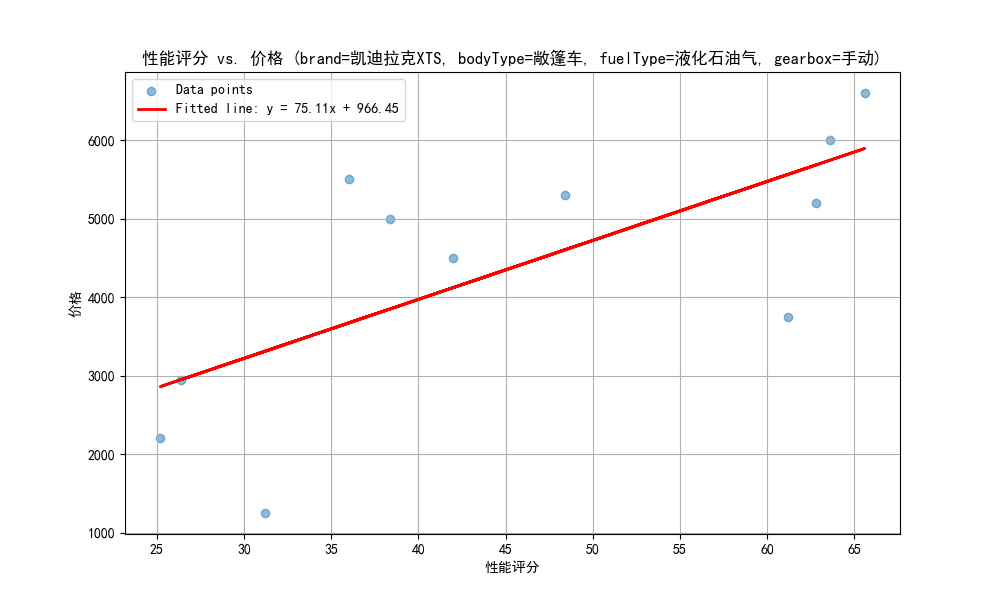 性能评分 vs. 价格 (brand=凯迪拉克XTS, bodyType=敞篷车, fuelType=液化石油气, gearbox=手动)
Data points
Fitted line: y = 75.11x + 966.45
价格
6000
5000
4000
3000
2000
1000
25 30 35 40 45 50 55 60 65
性能评分